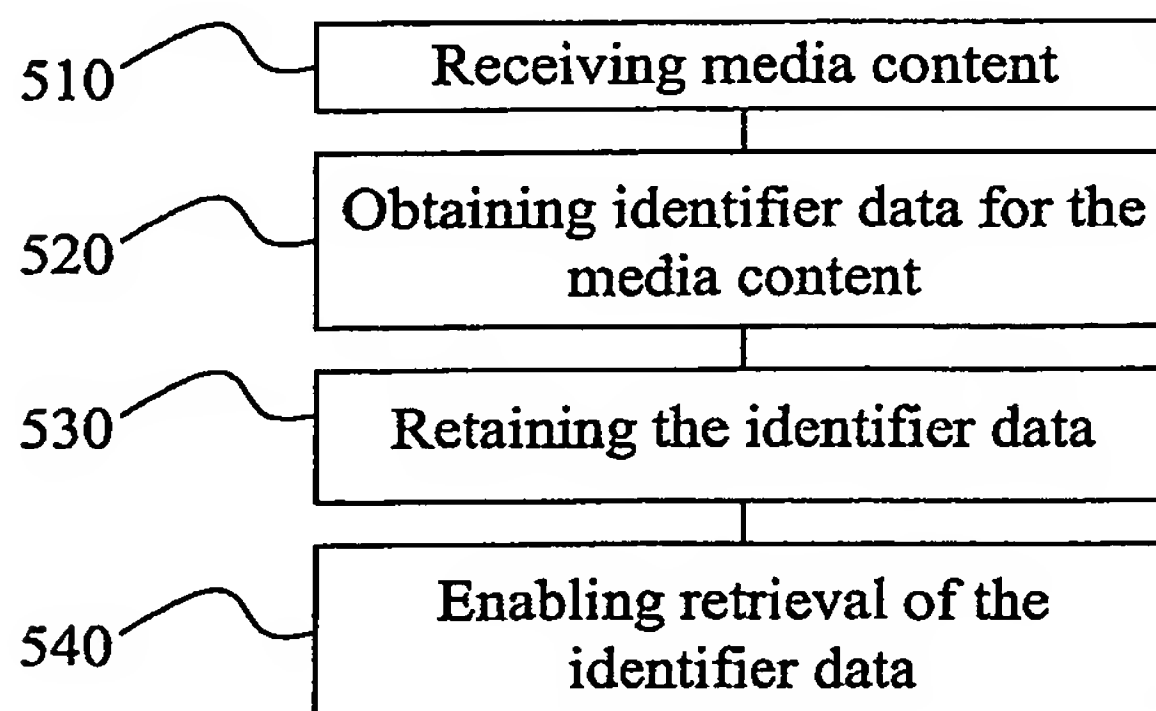 510
Receiving media content
520
Obtaining identifier data for the
media content
530
Retaining the identifier data
540
Enabling retrieval of the
identifier data